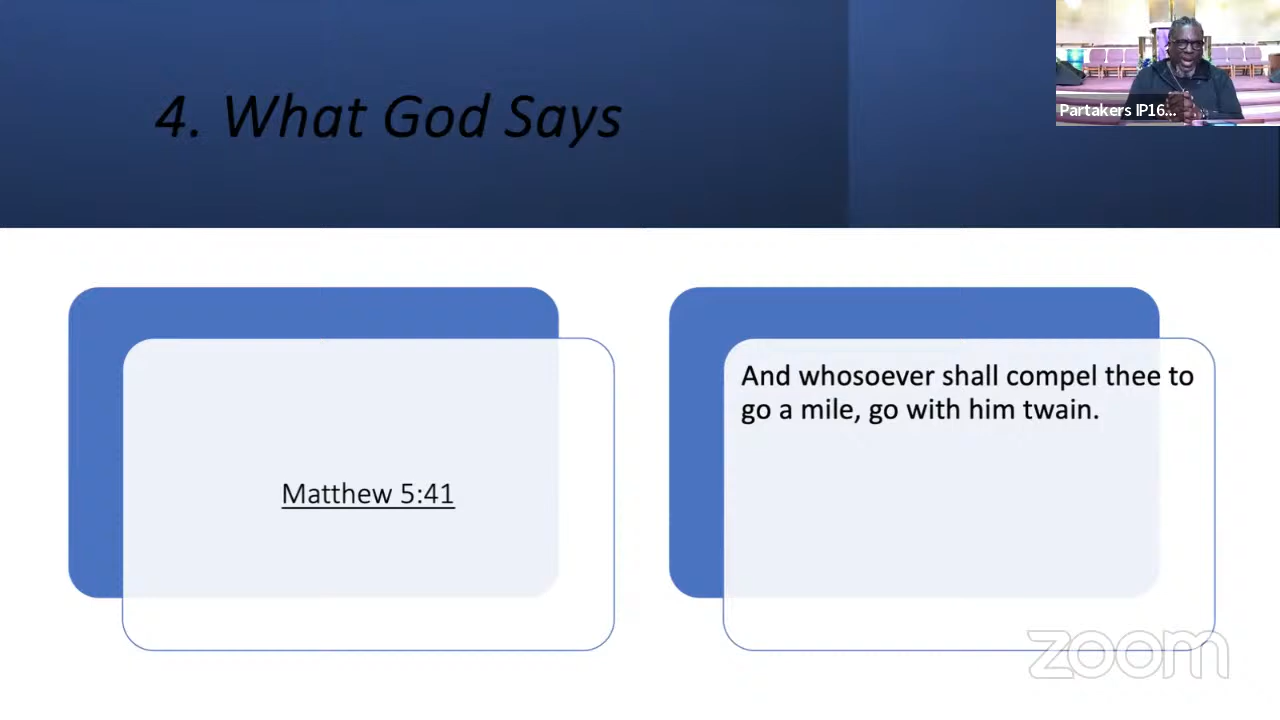 4. What God Says
Partakers IP16...
Matthew 5:41
And whosoever shall compel thee to
go a mile, go with him twain.
zoom